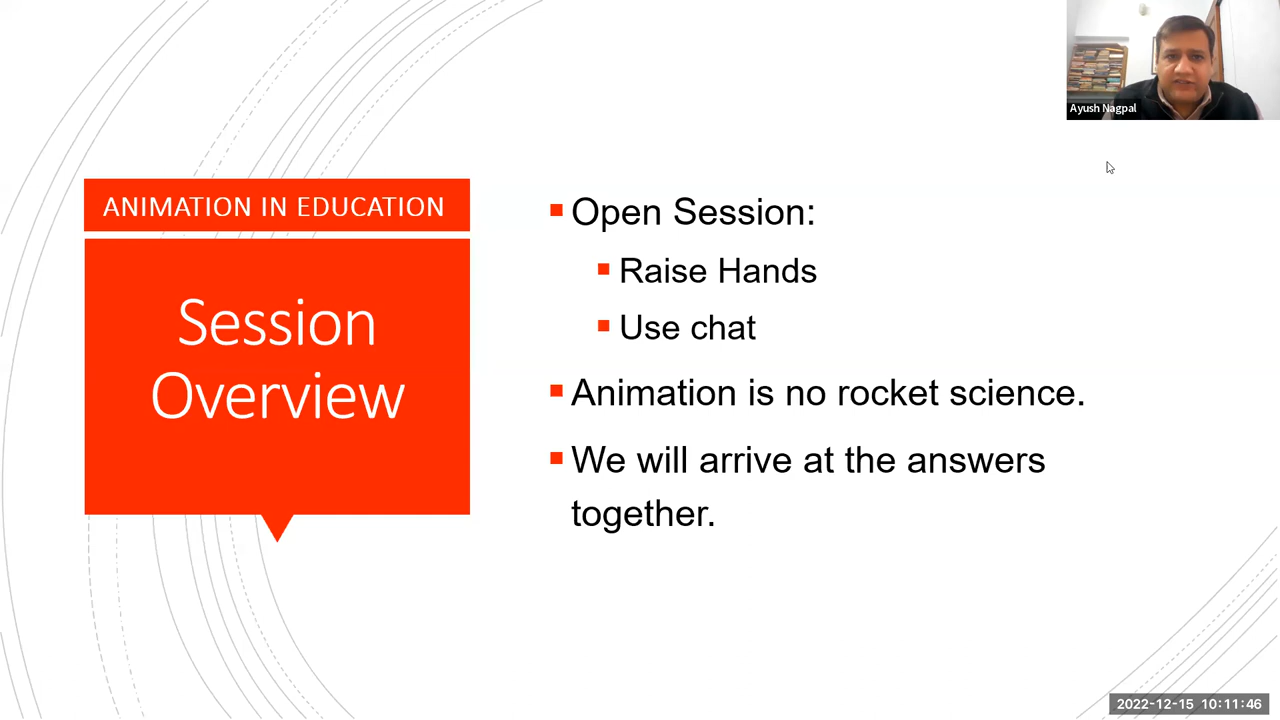 Ayush Nagpal
ANIMATION IN EDUCATION
Session
Overview
Open Session:
Raise Hands
Use chat
Animation is no rocket science.
We will arrive at the answers
together.
2022-12-15 10:11:46